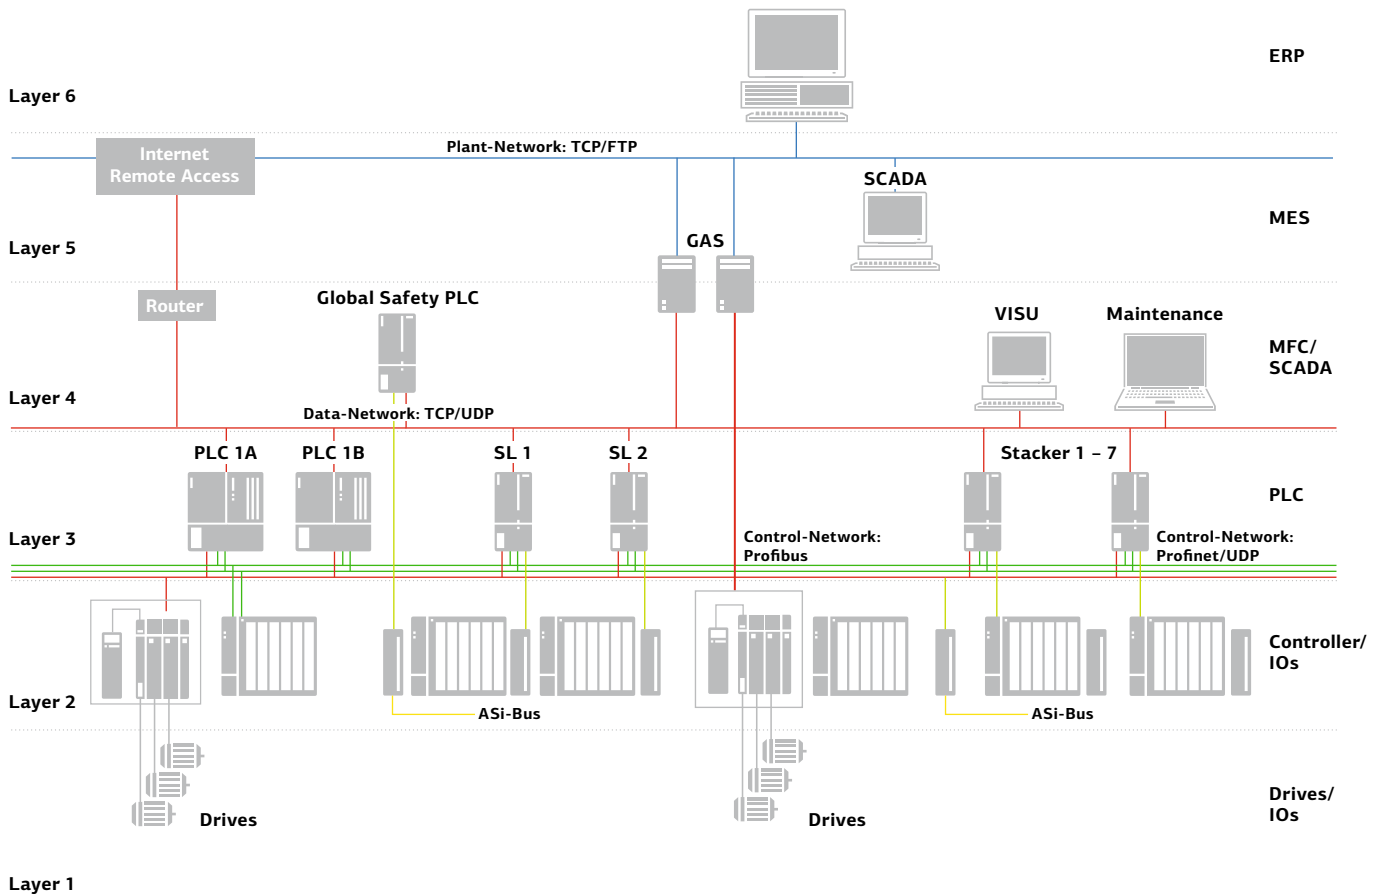 ERP
Layer 6
Internet
Remote Access
Plant-Network: TCP/FTP
SCADA
MES
Layer 5
GAS
Router
Global Safety PLC
VISU
Maintenance
MFC/
SCADA
Layer 4
Data-Network: TCP/UDP
PLC 1A
PLC 1B
SL 1
SL 2
Stacker 1 – 7
PLC
Layer 3
Control-Network:
Profibus
Control-Network:
Profinet/UDP
Controller/
IOs
Layer 2
ASi-Bus
ASi-Bus
Drives
Drives
Drives/
IOs
Layer 1